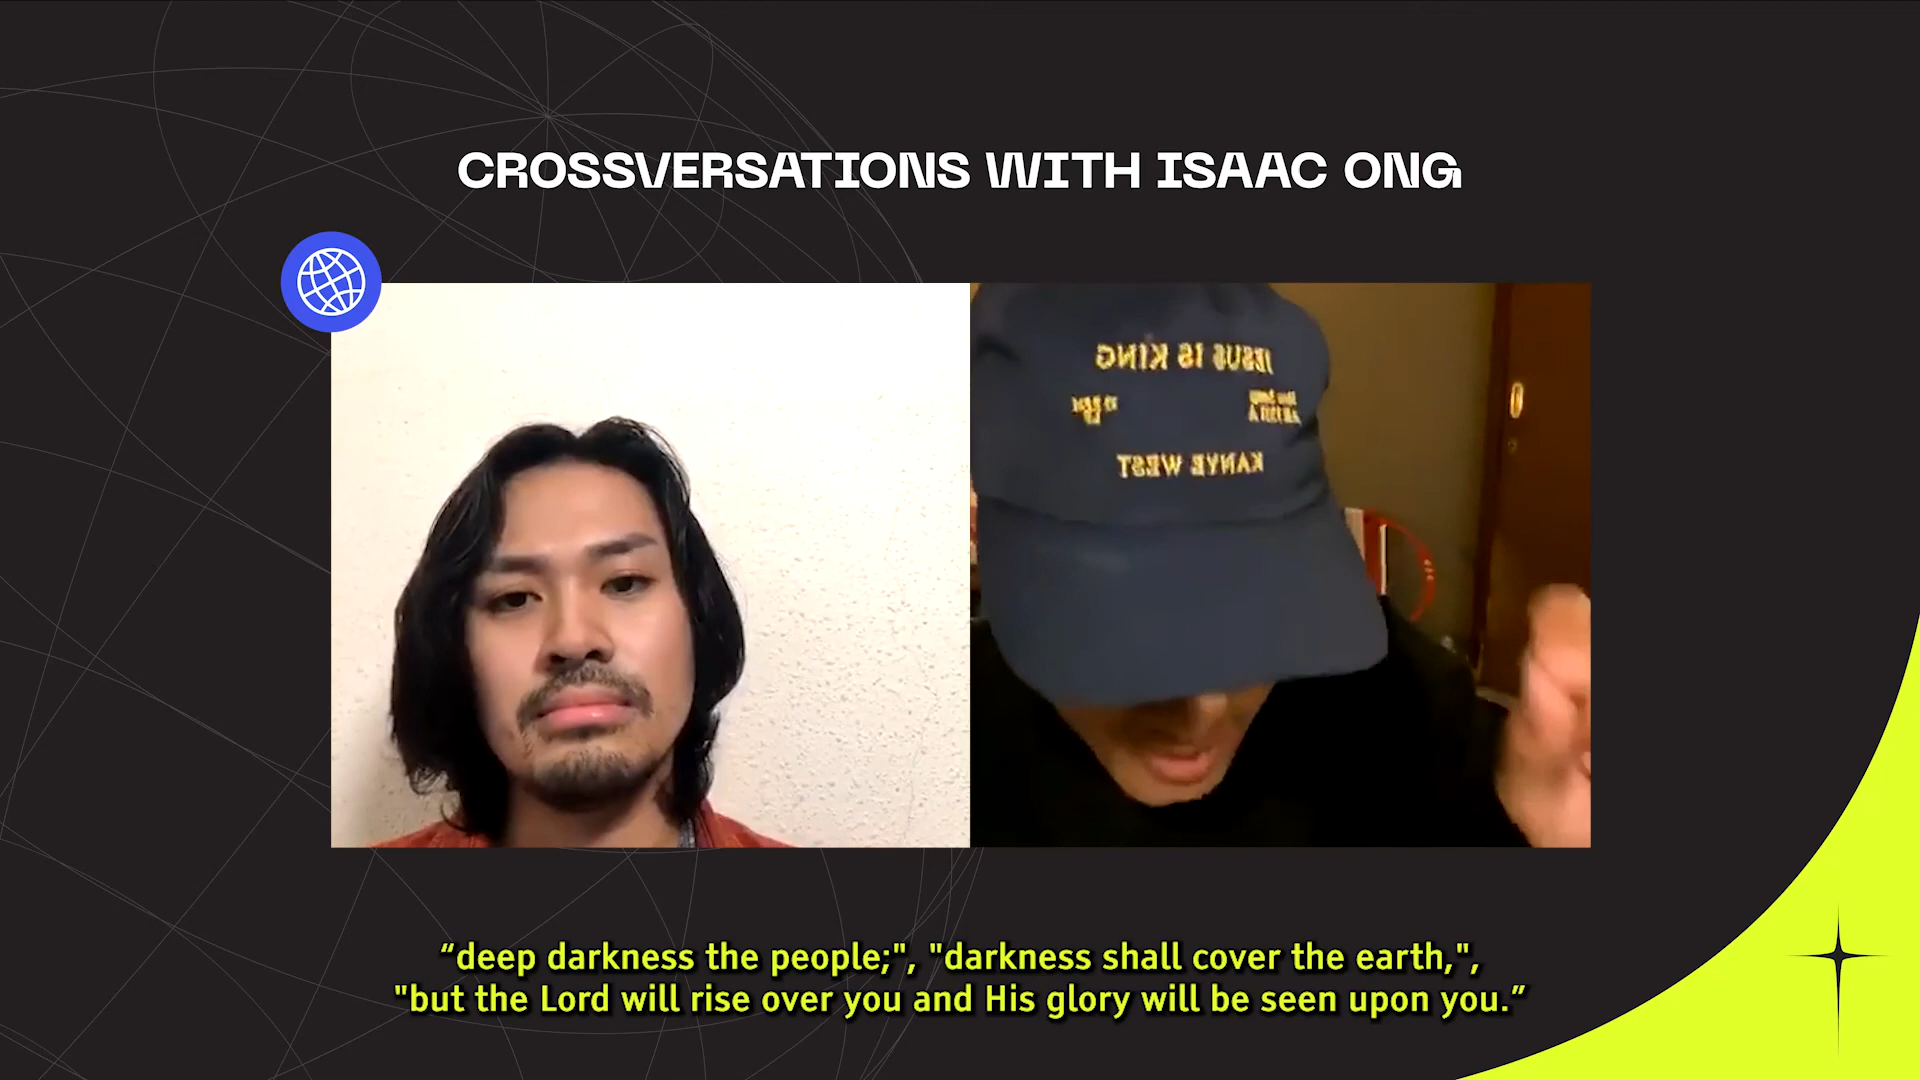 CROSSVERSATIONS WITH ISAAC ONG
JESUS IS KING
KANYE WEST
“deep darkness the people;", "darkness shall cover the earth,",
"but the Lord will rise over you and His glory will be seen upon you.”